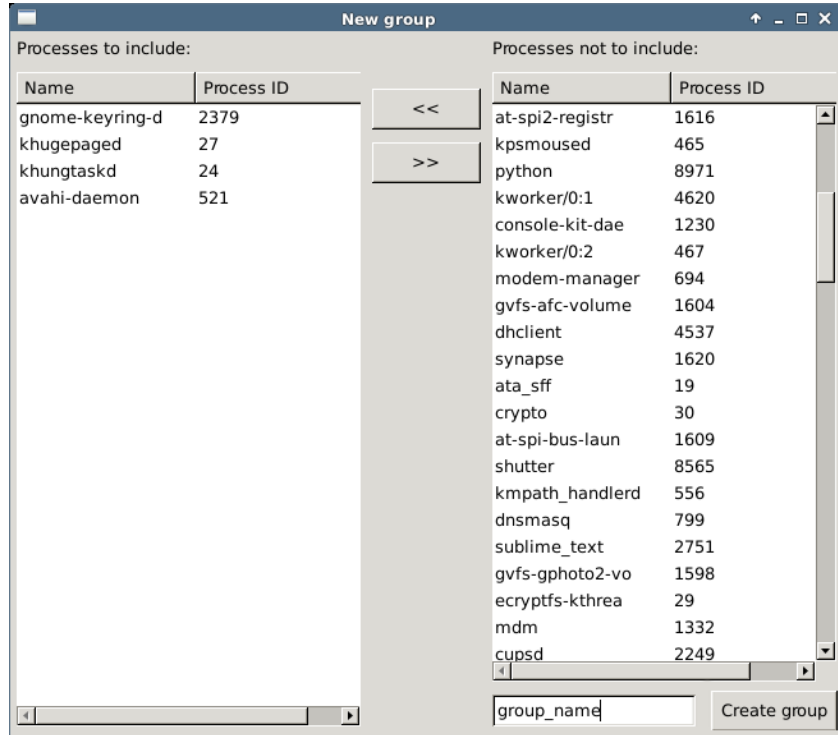 New group
Processes to include:
Processes not to include:
Name Process ID
gnome-keyring-d 2379
khugepaged 27
khungtaskd 24
avahi-daemon 521
<<
>>
Name Process ID
at-spi2-registr 1616
kpsmoused 465
python 8971
kworker/0:1 4620
console-kit-dae 1230
kworker/0:2 467
modem-manager 694
gvfs-afc-volume 1604
dhclient 4537
synapse 1620
ata_sff 19
crypto 30
at-spi-bus-laun 1609
shutter 8565
kmpath_handlerd 556
dnsmasq 799
sublime_text 2751
gvfs-gphoto2-vo 1598
ecryptfs-kthrea 29
mdm 1332
cupsd 2249
group_name
Create group